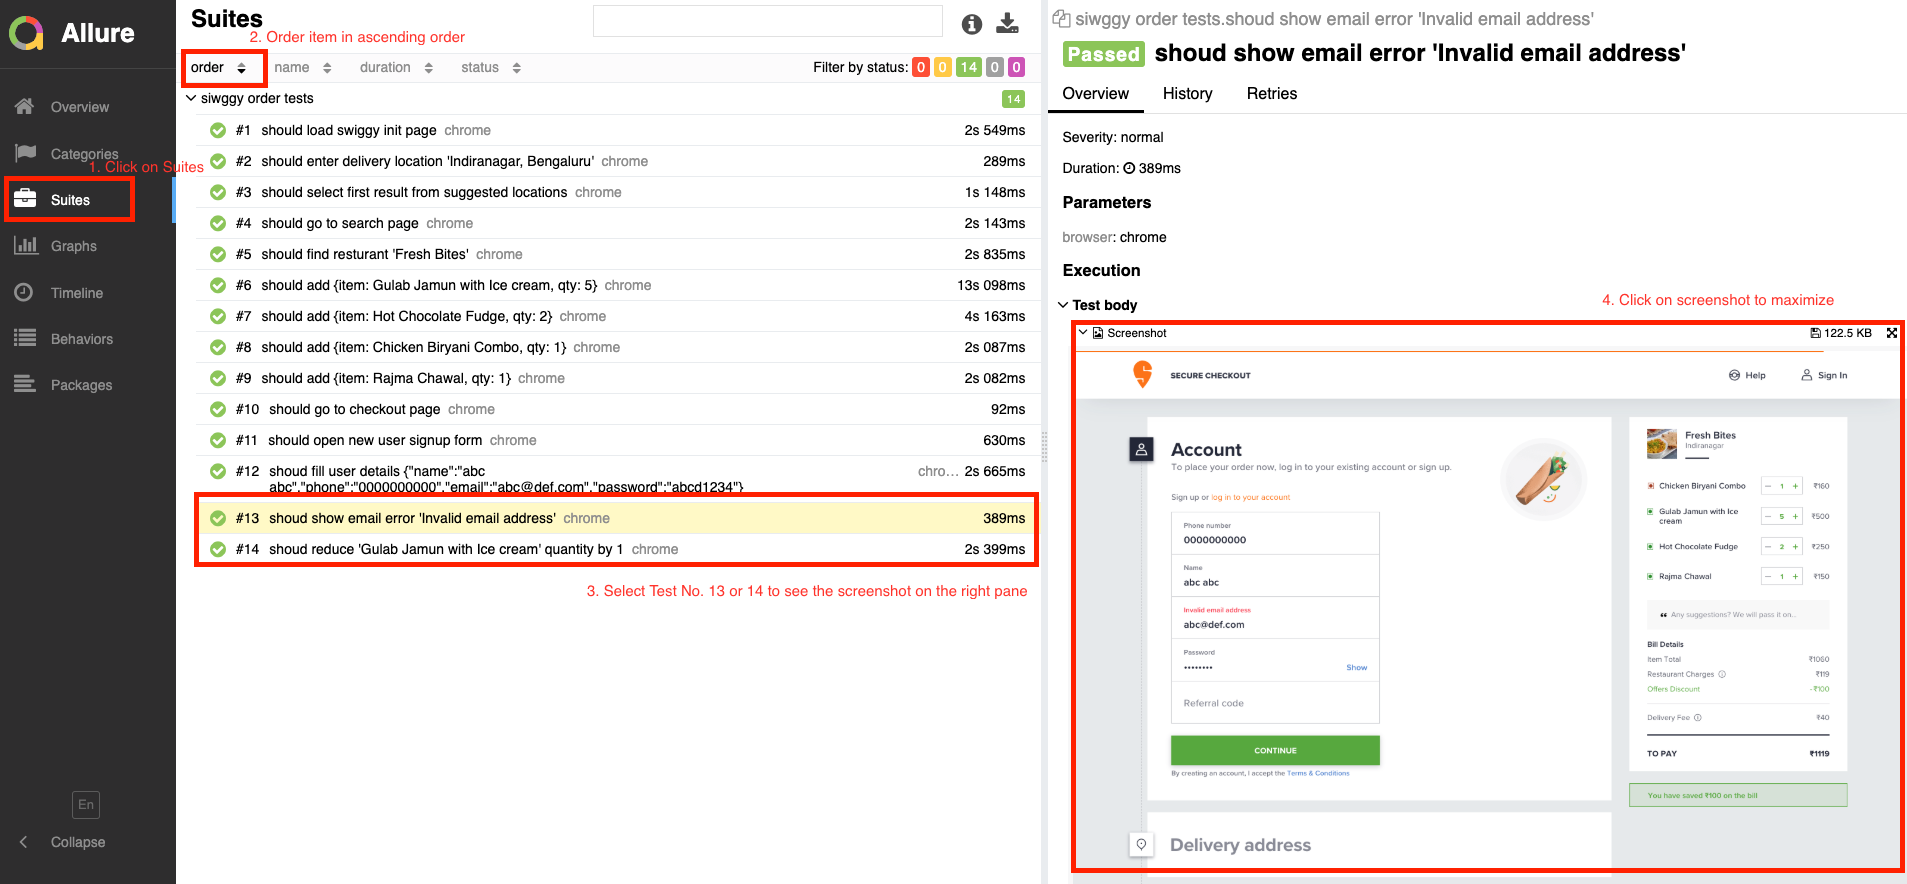 Allure
Overview
Categories
1. Click on Suites
Suites
Graphs
Timeline
Behaviors
Packages
En
Collapse
Suites
2. Order item in ascending order
order name duration status Filter by status: 0 0 14 0 0
siwggy order tests 14
#1 should load swiggy init page chrome 2s 549ms
#2 should enter delivery location 'Indiranagar, Bengaluru' chrome 289ms
#3 should select first result from suggested locations chrome 1s 148ms
#4 should go to search page chrome 2s 143ms
#5 should find resturant 'Fresh Bites' chrome 2s 835ms
#6 should add {item: Gulab Jamun with Ice cream, qty: 5} chrome 13s 098ms
#7 should add {item: Hot Chocolate Fudge, qty: 2} chrome 4s 163ms
#8 should add {item: Chicken Biryani Combo, qty: 1} chrome 2s 087ms
#9 should add {item: Rajma Chawal, qty: 1} chrome 2s 082ms
#10 should go to checkout page chrome 92ms
#11 should open new user signup form chrome 630ms
#12 shoud fill user details {"name":"abc chro... 2s 665ms
abc","phone":"0000000000","email":"abc@def.com","password":"abcd1234"}
#13 shoud show email error 'Invalid email address' chrome 389ms
#14 shoud reduce 'Gulab Jamun with Ice cream' quantity by 1 chrome 2s 399ms
3. Select Test No. 13 or 14 to see the screenshot on the right pane
siwggy order tests.shoud show email error 'Invalid email address'
Passed shoud show email error 'Invalid email address'
Overview History Retries
Severity: normal
Duration: 389ms
Parameters
browser: chrome
Execution
4. Click on screenshot to maximize
Test body
Screenshot 122.5 KB
SECURE CHECKOUT Help Sign In
Account
To place your order now, log in to your existing account or sign up.
Sign up or log in to your account
Phone number
0000000000
Name
abc abc
Invalid email address
abc@def.com
Password
•••••••• Show
Referral code
CONTINUE
By creating an account, I accept the Terms & Conditions
Delivery address
Fresh Bites
Indiranagar
Chicken Biryani Combo − 1 + ₹160
Gulab Jamun with Ice − 5 + ₹500
cream
Hot Chocolate Fudge − 2 + ₹250
Rajma Chawal − 1 + ₹150
❝ Any suggestions? We will pass it on...
Bill Details
Item Total ₹1060
Restaurant Charges ₹119
Offers Discount -₹100
Delivery Fee ₹40
TO PAY ₹1119
You have saved ₹100 on the bill